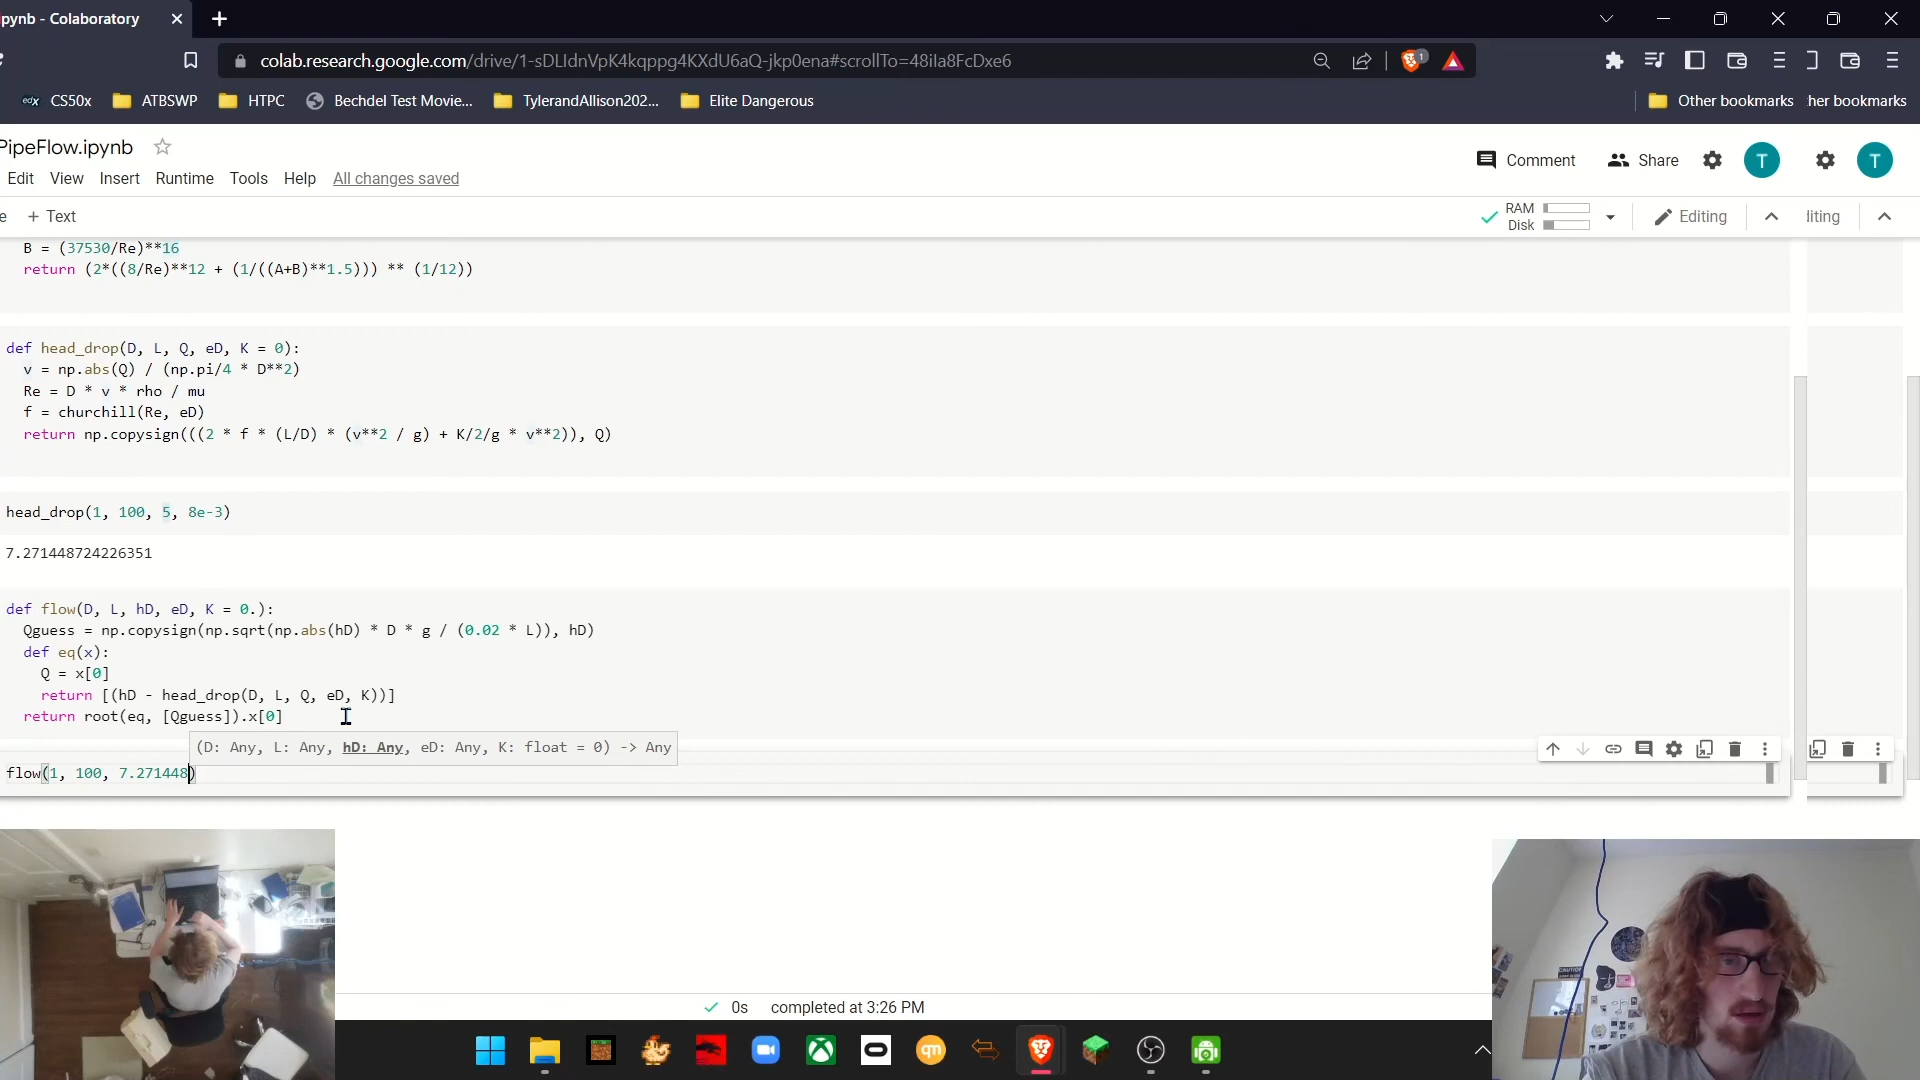 pynb - Colaboratory
colab.research.google.com/drive/1-sDLIdnVpK4kqppg4KXdU6aQ-jkp0ena#scrollTo=48iIa8FcDxe6
1
edx CS50x ATBSWP HTPC Bechdel Test Movie... TylerandAllison202... Elite Dangerous Other bookmarks her bookmarks
PipeFlow.ipynb
Comment Share T T
Edit View Insert Runtime Tools Help All changes saved
e + Text
RAM
Disk
Editing liting
B = (37530/Re)**16
return (2*((8/Re)**12 + (1/((A+B)**1.5))) ** (1/12))
def head_drop(D, L, Q, eD, K = 0):
v = np.abs(Q) / (np.pi/4 * D**2)
Re = D * v * rho / mu
f = churchill(Re, eD)
return np.copysign(((2 * f * (L/D) * (v**2 / g) + K/2/g * v**2)), Q)
head_drop(1, 100, 5, 8e-3)
7.271448724226351
def flow(D, L, hD, eD, K = 0.):
Qguess = np.copysign(np.sqrt(np.abs(hD) * D * g / (0.02 * L)), hD)
def eq(x):
Q = x[0]
return [(hD - head_drop(D, L, Q, eD, K))]
return root(eq, [Qguess]).x[0]
(D: Any, L: Any, hD: Any, eD: Any, K: float = 0) -> Any
flow(1, 100, 7.271448)
0s completed at 3:26 PM
qm